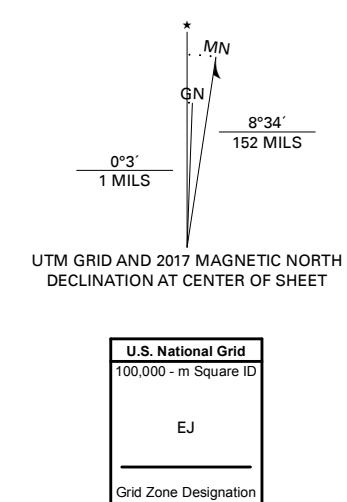 ★
MN
GN
8°34´
152 MILS
0°3´
1 MILS
UTM GRID AND 2017 MAGNETIC NORTH
DECLINATION AT CENTER OF SHEET
U.S. National Grid
100,000 - m Square ID
EJ
Grid Zone Designation